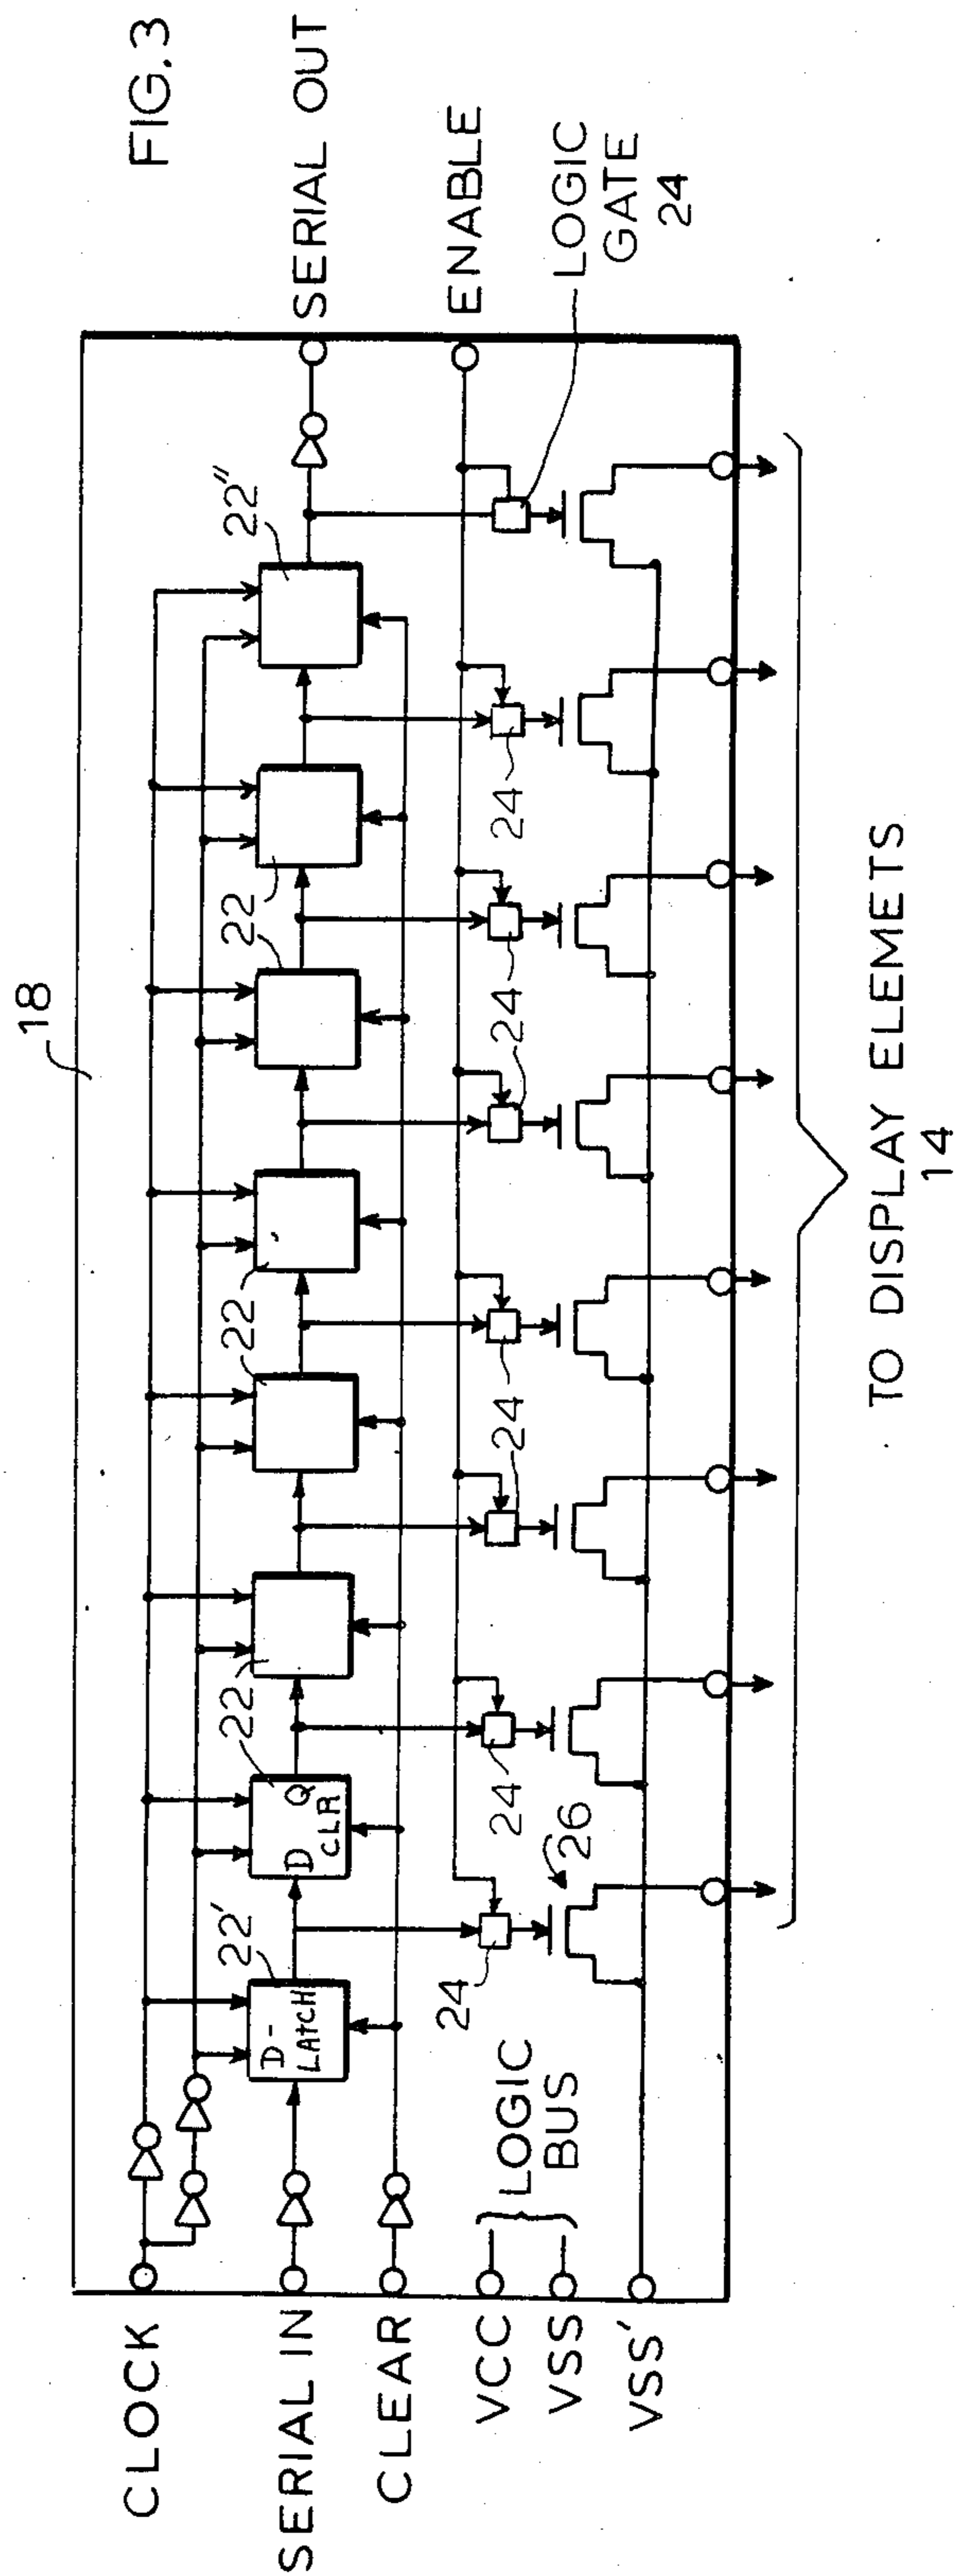 FIG. 3
18
CLOCK
SERIAL IN
CLEAR
VCC
VSS
LOGIC
BUS
VSS'
SERIAL OUT
ENABLE
LOGIC
GATE
24
22'
D-
LATCH
22
D Q
CLR
22
22
22
22
22"
24
24
24
24
24
24
24
26
TO DISPLAY ELEMETS
14